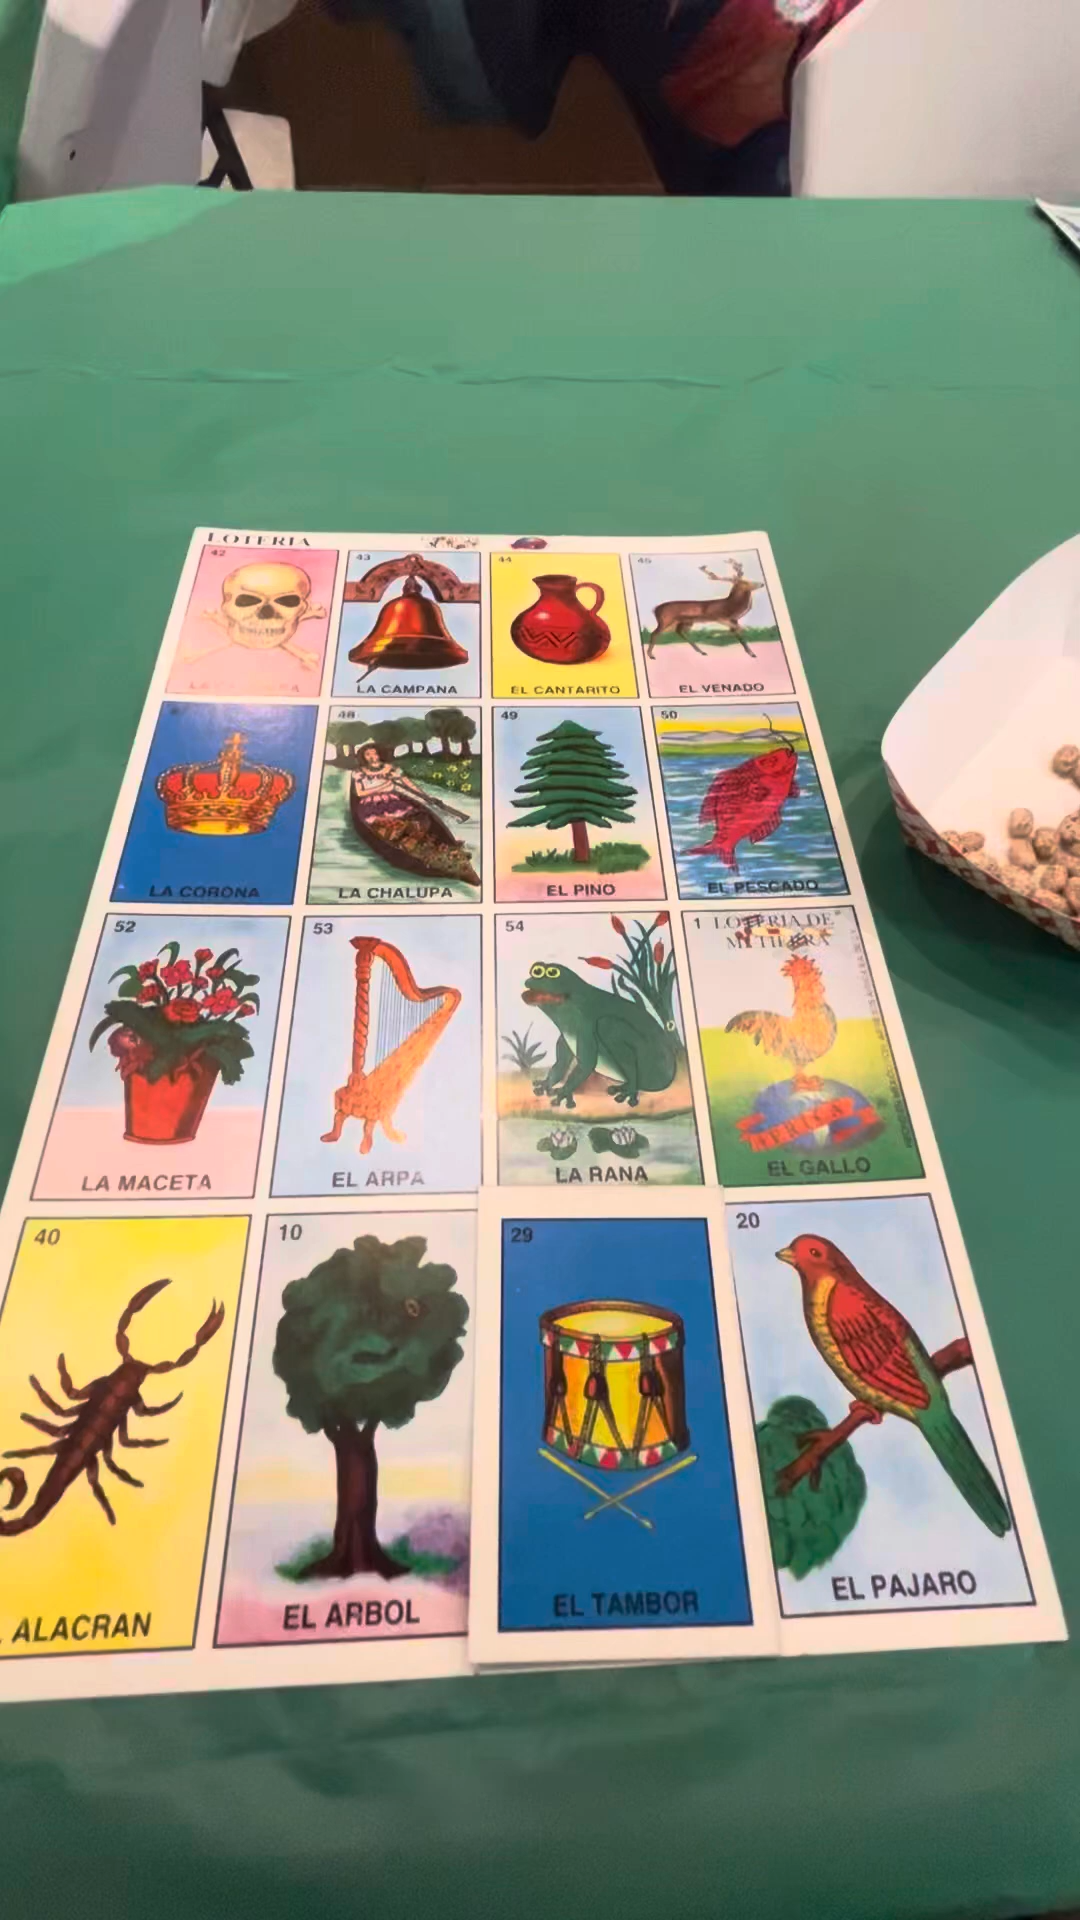 LOTERIA
42
43
LA CAMPANA
44
EL CANTARITO
45
EL VENADO
LA CORONA
48
LA CHALUPA
49
EL PINO
50
EL PESCADO
52
LA MACETA
53
EL ARPA
54
LA RANA
1 LOTERIA DE
MI TIERRA
EL GALLO
40
ALACRAN
10
EL ARBOL
29
EL TAMBOR
20
EL PAJARO